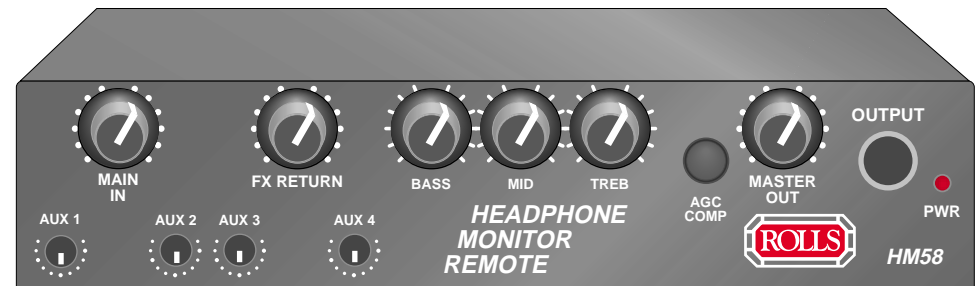 MAIN
IN
FX RETURN
BASS
MID
TREB
AGC
COMP
MASTER
OUT
OUTPUT
PWR
AUX 1
AUX 2
AUX 3
AUX 4
HEADPHONE
MONITOR
REMOTE
ROLLS
HM58